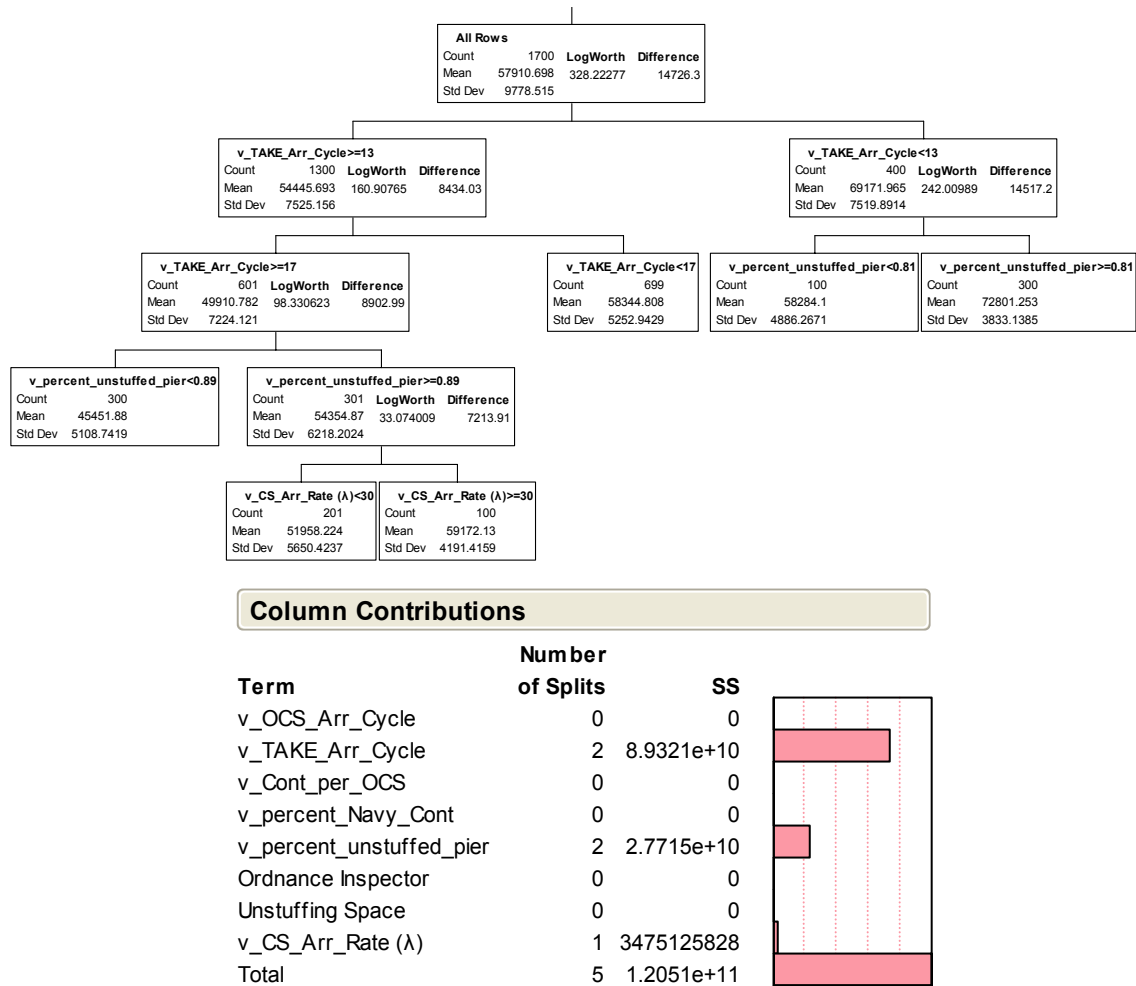 All Rows
Count 1700 LogWorth Difference
Mean 57910.698 328.22277 14726.3
Std Dev 9778.515
v_TAKE_Arr_Cycle>=13
Count 1300 LogWorth Difference
Mean 54445.693 160.90765 8434.03
Std Dev 7525.156
v_TAKE_Arr_Cycle<13
Count 400 LogWorth Difference
Mean 69171.965 242.00989 14517.2
Std Dev 7519.8914
v_TAKE_Arr_Cycle>=17
Count 601 LogWorth Difference
Mean 49910.782 98.330623 8902.99
Std Dev 7224.121
v_TAKE_Arr_Cycle<17
Count 699
Mean 58344.808
Std Dev 5252.9429
v_percent_unstuffed_pier<0.81
Count 100
Mean 58284.1
Std Dev 4886.2671
v_percent_unstuffed_pier>=0.81
Count 300
Mean 72801.253
Std Dev 3833.1385
v_percent_unstuffed_pier<0.89
Count 300
Mean 45451.88
Std Dev 5108.7419
v_percent_unstuffed_pier>=0.89
Count 301 LogWorth Difference
Mean 54354.87 33.074009 7213.91
Std Dev 6218.2024
v_CS_Arr_Rate (λ)<30
Count 201
Mean 51958.224
Std Dev 5650.4237
v_CS_Arr_Rate (λ)>=30
Count 100
Mean 59172.13
Std Dev 4191.4159
Column Contributions
Number
Term of Splits SS
v_OCS_Arr_Cycle 0 0
v_TAKE_Arr_Cycle 2 8.9321e+10
v_Cont_per_OCS 0 0
v_percent_Navy_Cont 0 0
v_percent_unstuffed_pier 2 2.7715e+10
Ordnance Inspector 0 0
Unstuffing Space 0 0
v_CS_Arr_Rate (λ) 1 3475125828
Total 5 1.2051e+11